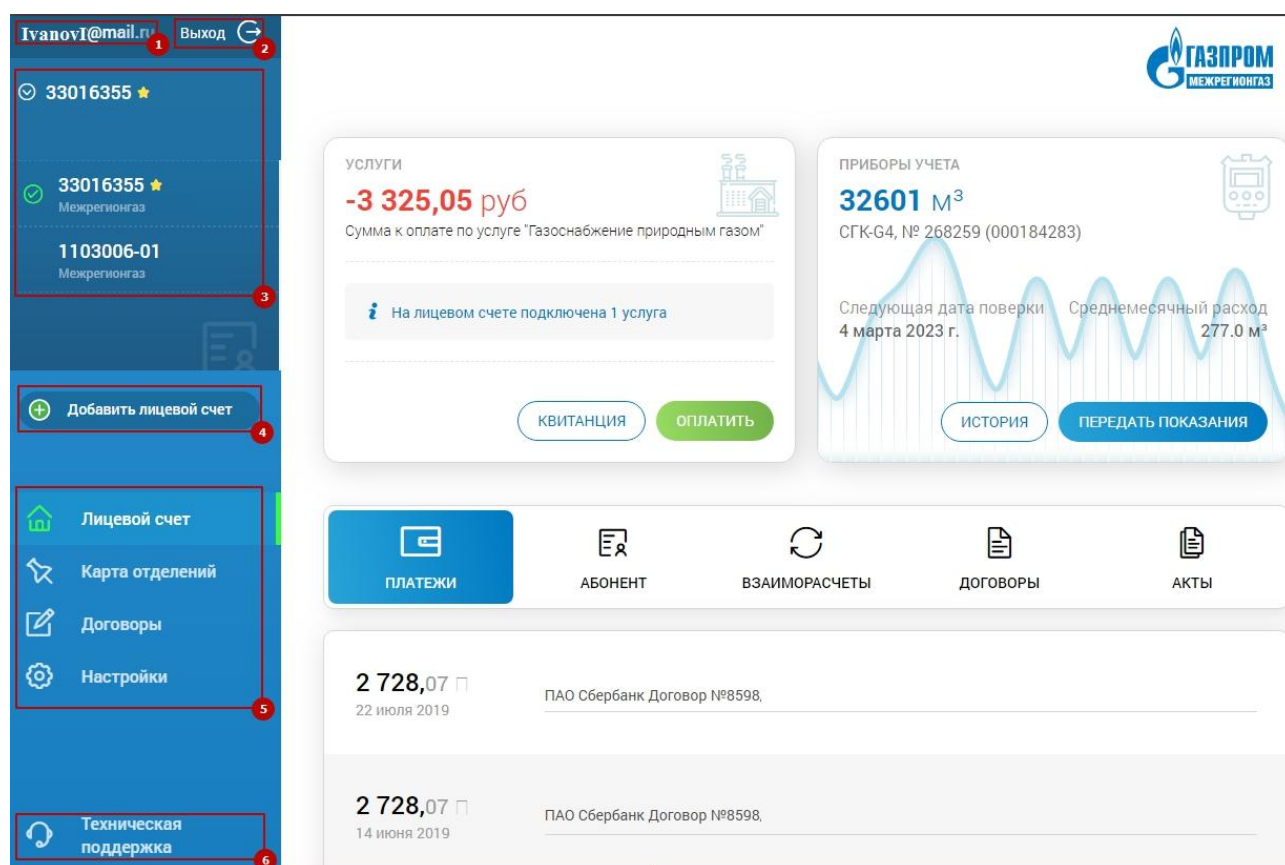 IvanovI@mail.ru
1
Выход
2
33016355
33016355
Межрегионгаз
1103006-01
Межрегионгаз
3
Добавить лицевой счет
4
Лицевой счет
Карта отделений
Договоры
Настройки
5
Техническая
поддержка
6
ГАЗПРОМ
МЕЖРЕГИОНГАЗ
УСЛУГИ
-3 325,05 руб
Сумма к оплате по услуге "Газоснабжение природным газом"
i На лицевом счете подключена 1 услуга
КВИТАНЦИЯ
ОПЛАТИТЬ
ПРИБОРЫ УЧЕТА
32601 м³
СГК-G4, № 268259 (000184283)
Следующая дата поверки
4 марта 2023 г.
Среднемесячный расход
277.0 м³
ИСТОРИЯ
ПЕРЕДАТЬ ПОКАЗАНИЯ
ПЛАТЕЖИ
АБОНЕНТ
ВЗАИМОРАСЧЕТЫ
ДОГОВОРЫ
АКТЫ
2 728,07
22 июля 2019
ПАО Сбербанк Договор №8598,
2 728,07
14 июня 2019
ПАО Сбербанк Договор №8598,